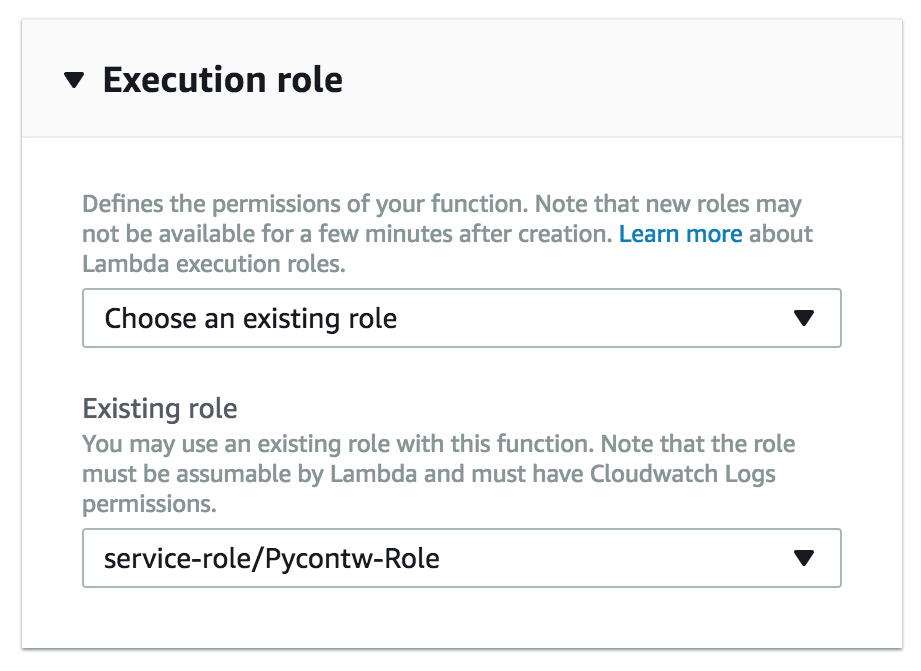 Execution role
Defines the permissions of your function. Note that new roles may
not be available for a few minutes after creation. Learn more about
Lambda execution roles.
Choose an existing role
Existing role
You may use an existing role with this function. Note that the role
must be assumable by Lambda and must have Cloudwatch Logs
permissions.
service-role/Pycontw-Role